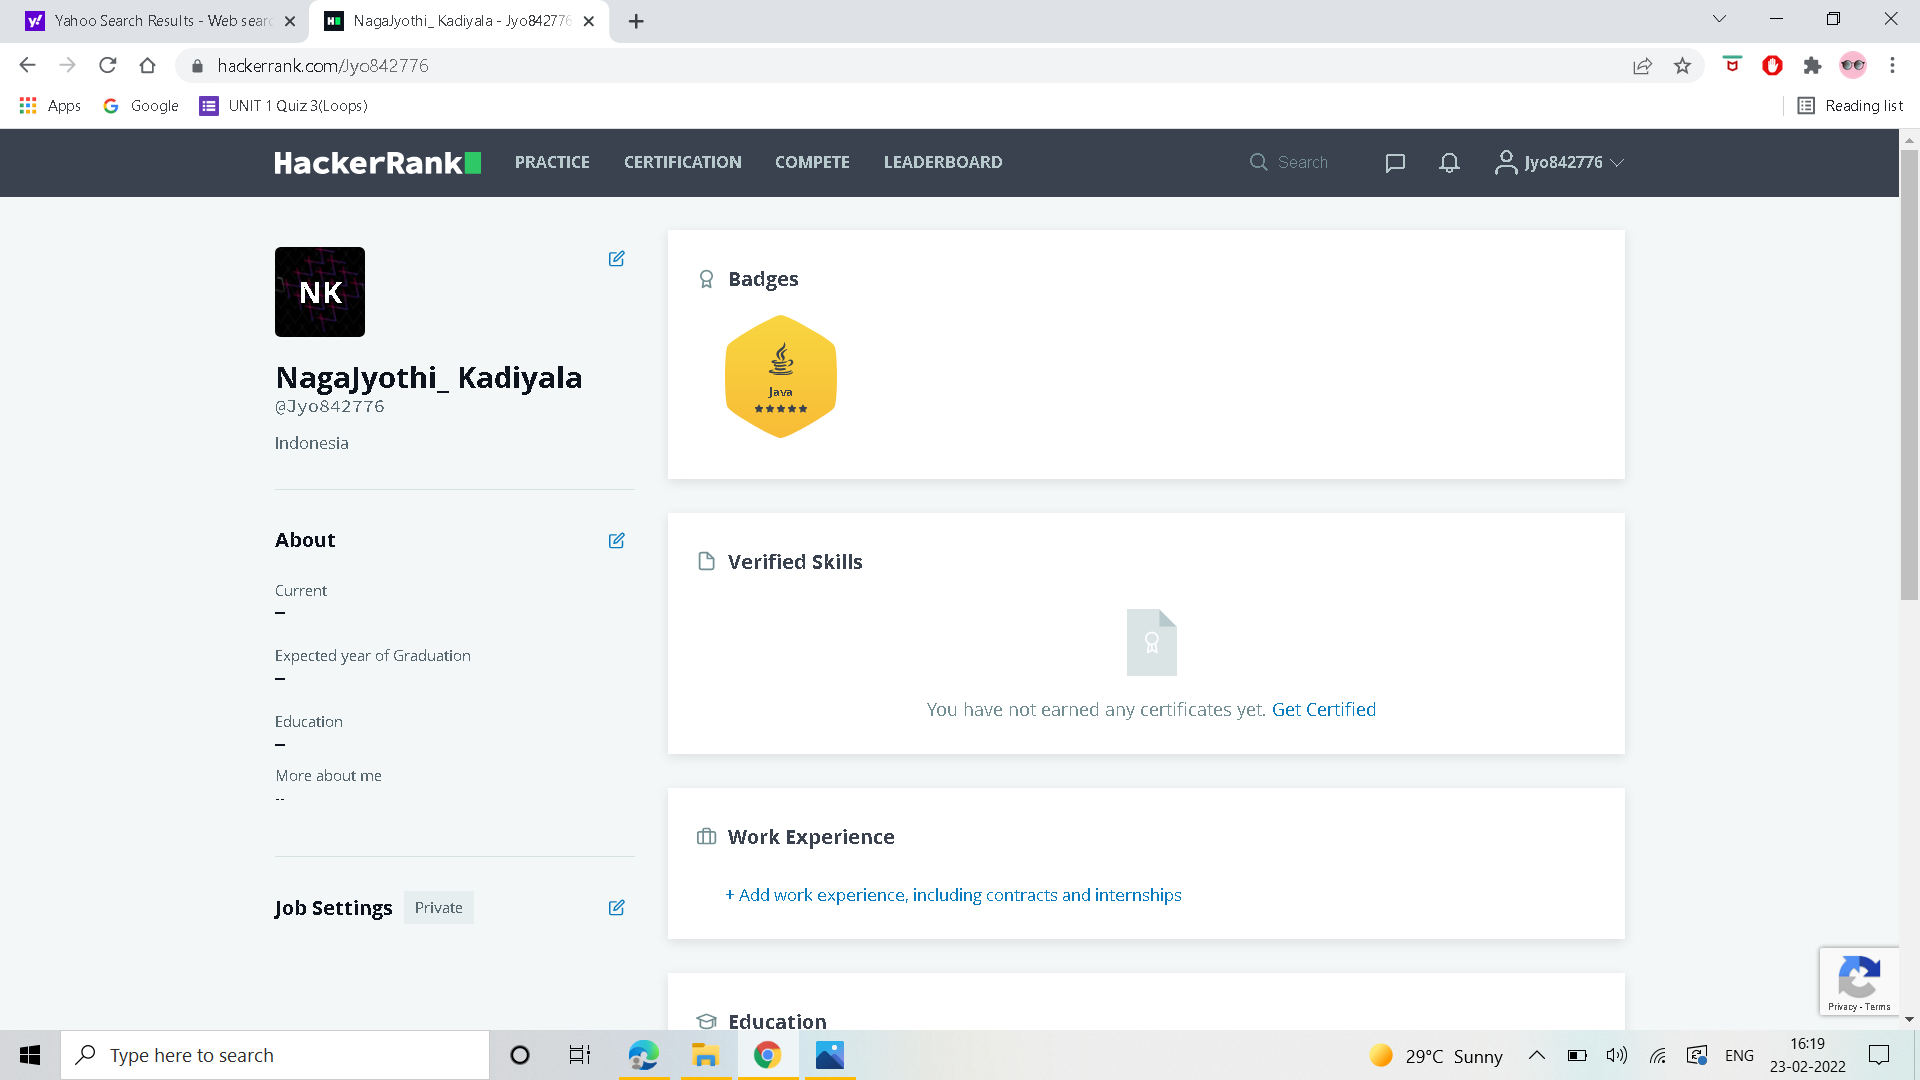 Yahoo Search Results - Web searc
NagaJyothi_ Kadiyala - Jyo842776
hackerrank.com/Jyo842776
Apps
Google
UNIT 1 Quiz 3(Loops)
Reading list
HackerRank
PRACTICE
CERTIFICATION
COMPETE
LEADERBOARD
Search
Jyo842776
NK
NagaJyothi_ Kadiyala
@Jyo842776
Indonesia
About
Current
–
Expected year of Graduation
–
Education
–
More about me
--
Job Settings
Private
Badges
Java
Verified Skills
You have not earned any certificates yet. Get Certified
Work Experience
+ Add work experience, including contracts and internships
Education
Privacy - Terms
Type here to search
29°C Sunny
ENG
16:19
23-02-2022